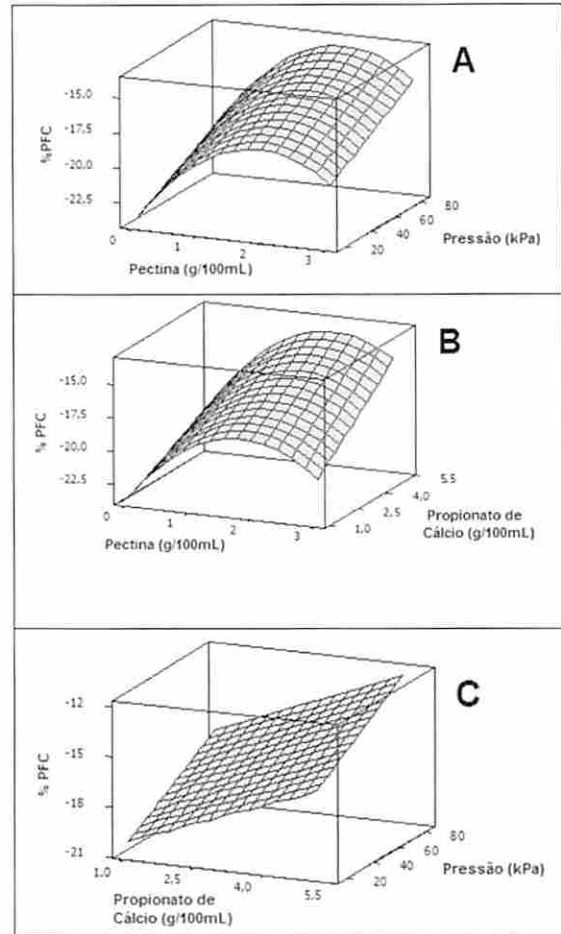 A
-15.0
-17.5
-20.0
-22.5
%PFC
0
1
2
3
Pectina (g/100mL)
20
40
60
80
Pressão (kPa)
B
-15.0
-17.5
-20.0
-22.5
% PFC
0
1
2
3
Pectina (g/100mL)
1.0
2.5
4.0
5.5
Propionato de
Cálcio (g/100mL)
C
-12
-15
-18
-21
% PFC
1.0
2.5
4.0
5.5
Propionato de
Cálcio (g/100mL)
20
40
60
80
Pressão (kPa)